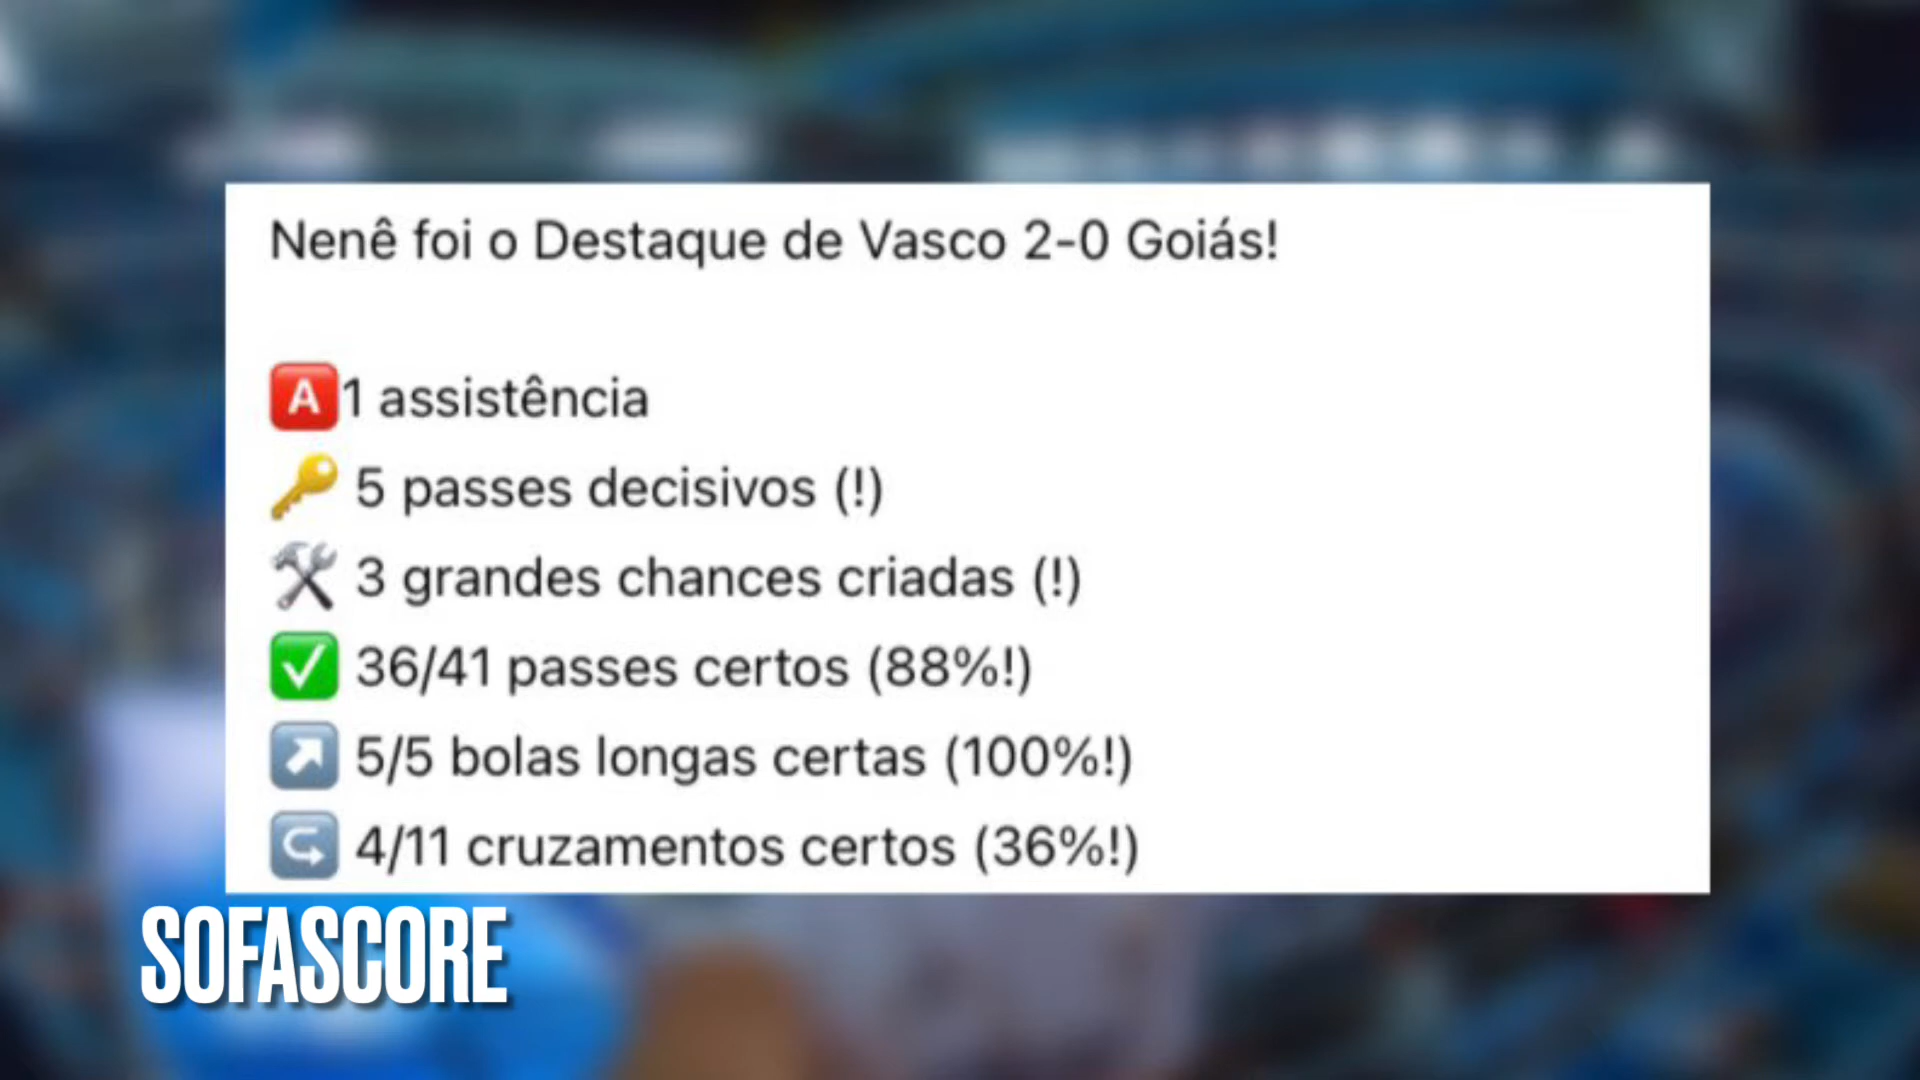 Nenê foi o Destaque de Vasco 2-0 Goiás!
🅰️1 assistência
🔑 5 passes decisivos (!)
🛠 3 grandes chances criadas (!)
✅ 36/41 passes certos (88%!)
↗️ 5/5 bolas longas certas (100%!)
↪️ 4/11 cruzamentos certos (36%!)
SOFASCORE